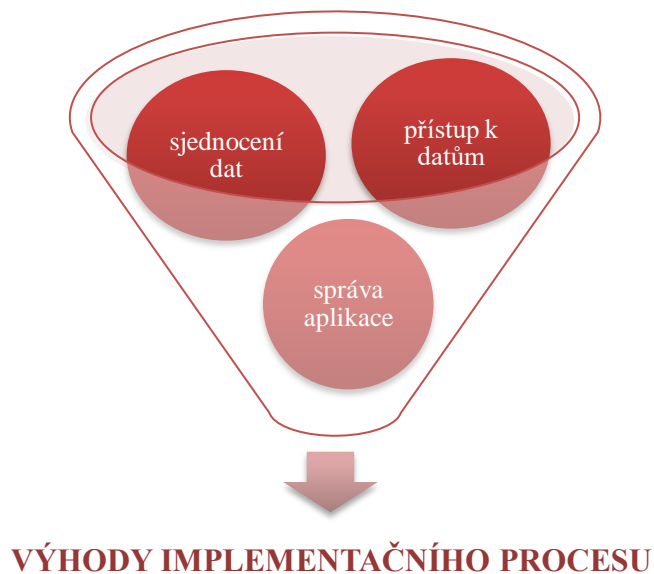 sjednocení
dat
přístup k
datům
správa
aplikace
VÝHODY IMPLEMENTAČNÍHO PROCESU